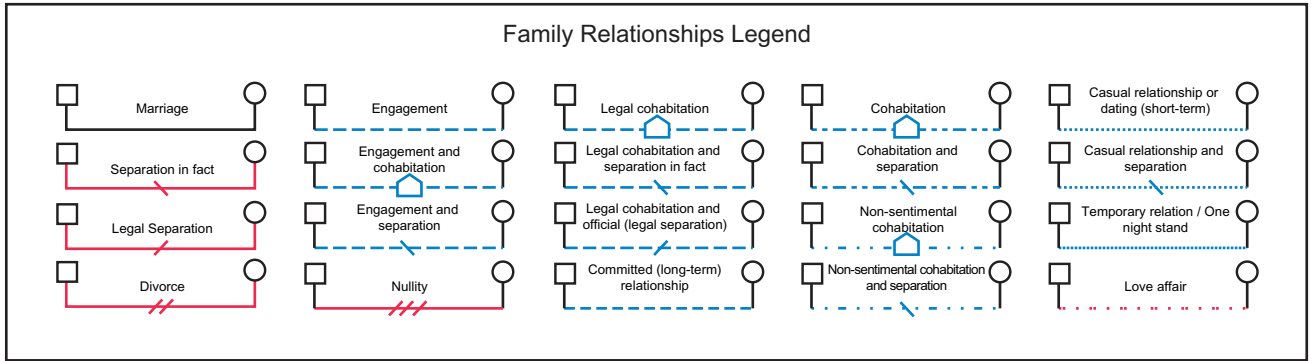 Family Relationships Legend
Marriage
Engagement
Legal cohabitation
Cohabitation
Casual relationship or
dating (short-term)
Separation in fact
Engagement and
cohabitation
Legal cohabitation and
separation in fact
Cohabitation and
separation
Casual relationship and
separation
Legal Separation
Engagement and
separation
Legal cohabitation and
official (legal separation)
Non-sentimental
cohabitation
Temporary relation / One
night stand
Divorce
Nullity
Committed (long-term)
relationship
Non-sentimental cohabitation
and separation
Love affair